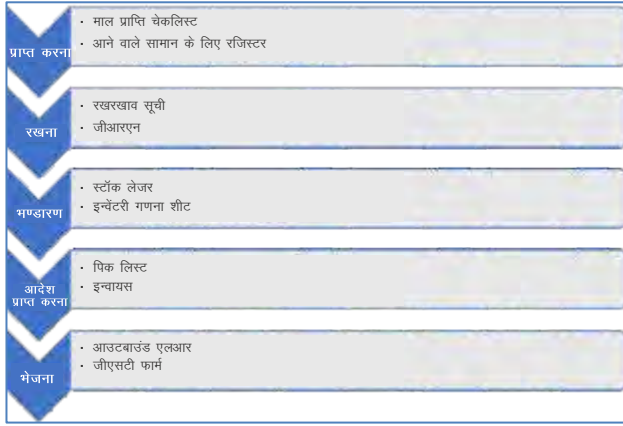 प्राप्त करना
· माल प्राप्ति चेकलिस्ट
· आने वाले सामान के लिए रजिस्टर
रखना
· रखरखाव सूची
· जीआरएन
भण्डारण
· स्टॉक लेजर
· इन्वेंटरी गणना शीट
आदेश
प्राप्त करना
· पिक लिस्ट
· इन्वायस
भेजना
· आउटबाउंड एलआर
· जीएसटी फार्म